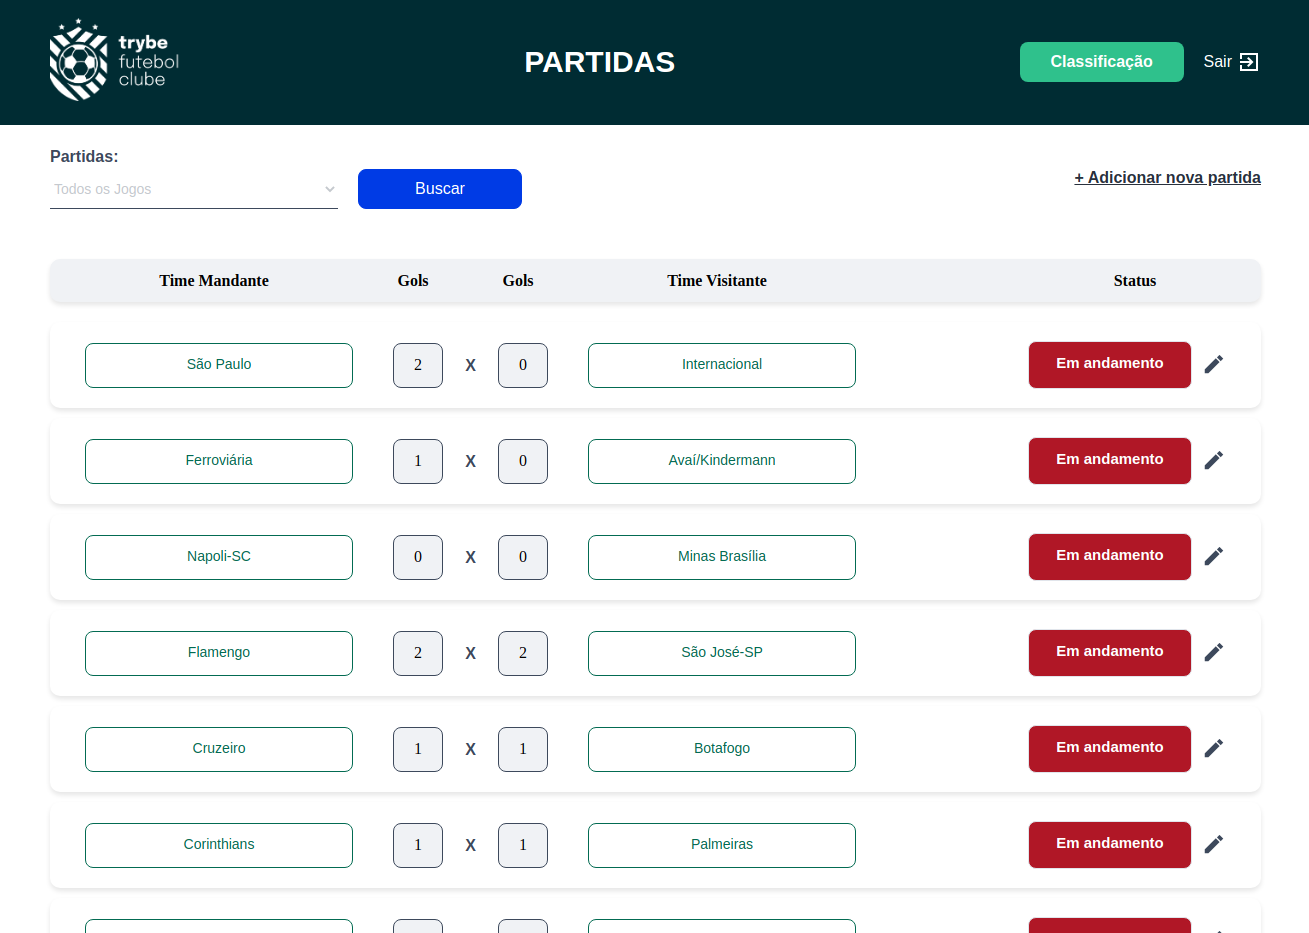 trybe
futebol
clube
PARTIDAS
Classificação
Sair
Partidas:
Todos os Jogos
Buscar
+ Adicionar nova partida
Time Mandante Gols Gols Time Visitante Status
São Paulo 2 X 0 Internacional Em andamento
Ferroviária 1 X 0 Avaí/Kindermann Em andamento
Napoli-SC 0 X 0 Minas Brasília Em andamento
Flamengo 2 X 2 São José-SP Em andamento
Cruzeiro 1 X 1 Botafogo Em andamento
Corinthians 1 X 1 Palmeiras Em andamento